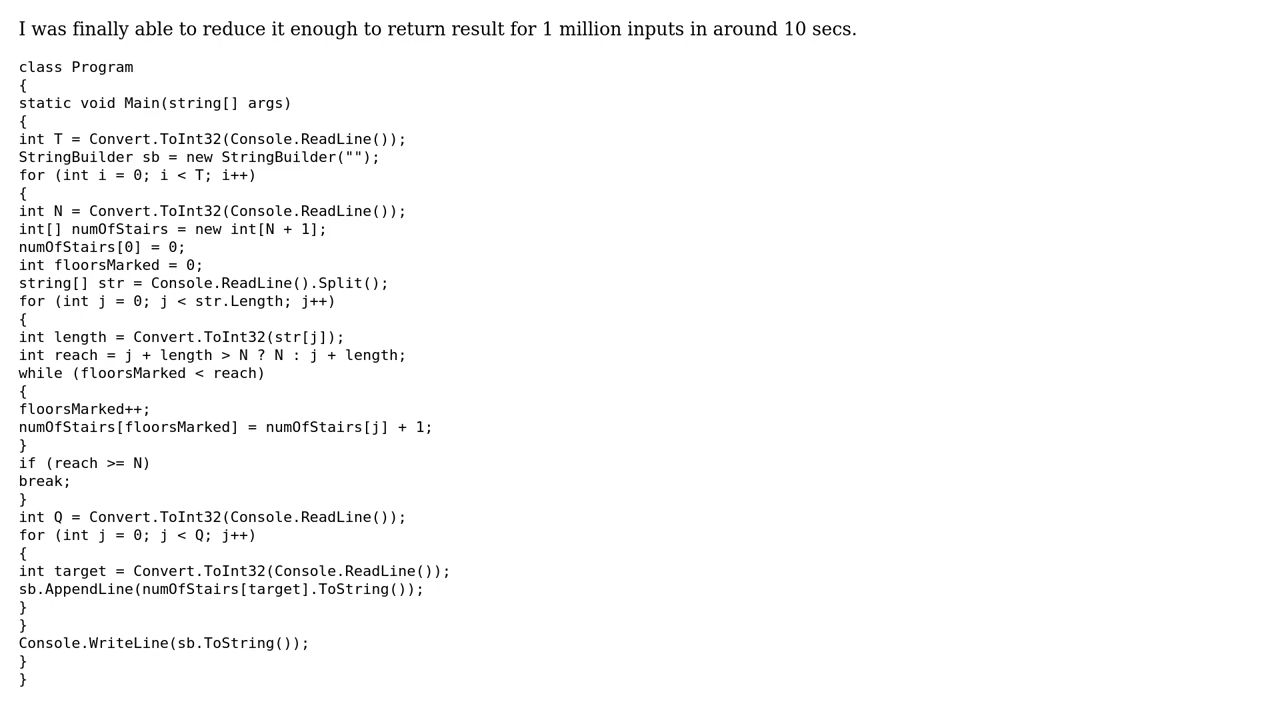 I was finally able to reduce it enough to return result for 1 million inputs in around 10 secs.
class Program
{
static void Main(string[] args)
{
int T = Convert.ToInt32(Console.ReadLine());
StringBuilder sb = new StringBuilder("");
for (int i = 0; i < T; i++)
{
int N = Convert.ToInt32(Console.ReadLine());
int[] numOfStairs = new int[N + 1];
numOfStairs[0] = 0;
int floorsMarked = 0;
string[] str = Console.ReadLine().Split();
for (int j = 0; j < str.Length; j++)
{
int length = Convert.ToInt32(str[j]);
int reach = j + length > N ? N : j + length;
while (floorsMarked < reach)
{
floorsMarked++;
numOfStairs[floorsMarked] = numOfStairs[j] + 1;
}
if (reach >= N)
break;
}
int Q = Convert.ToInt32(Console.ReadLine());
for (int j = 0; j < Q; j++)
{
int target = Convert.ToInt32(Console.ReadLine());
sb.AppendLine(numOfStairs[target].ToString());
}
}
Console.WriteLine(sb.ToString());
}
}